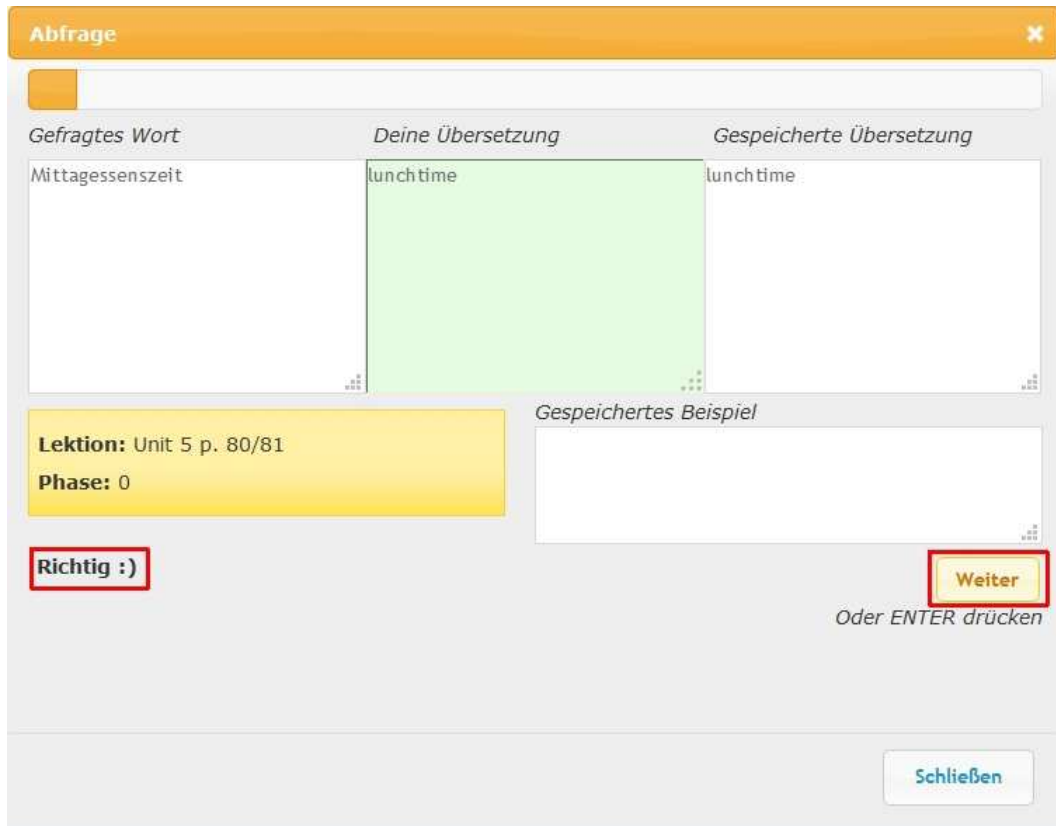 Abfrage
Gefragtes Wort
Deine Übersetzung
Gespeicherte Übersetzung
Mittagessenszeit
lunchtime
lunchtime
Lektion: Unit 5 p. 80/81
Phase: 0
Gespeichertes Beispiel
Richtig :)
Weiter
Oder ENTER drücken
Schließen